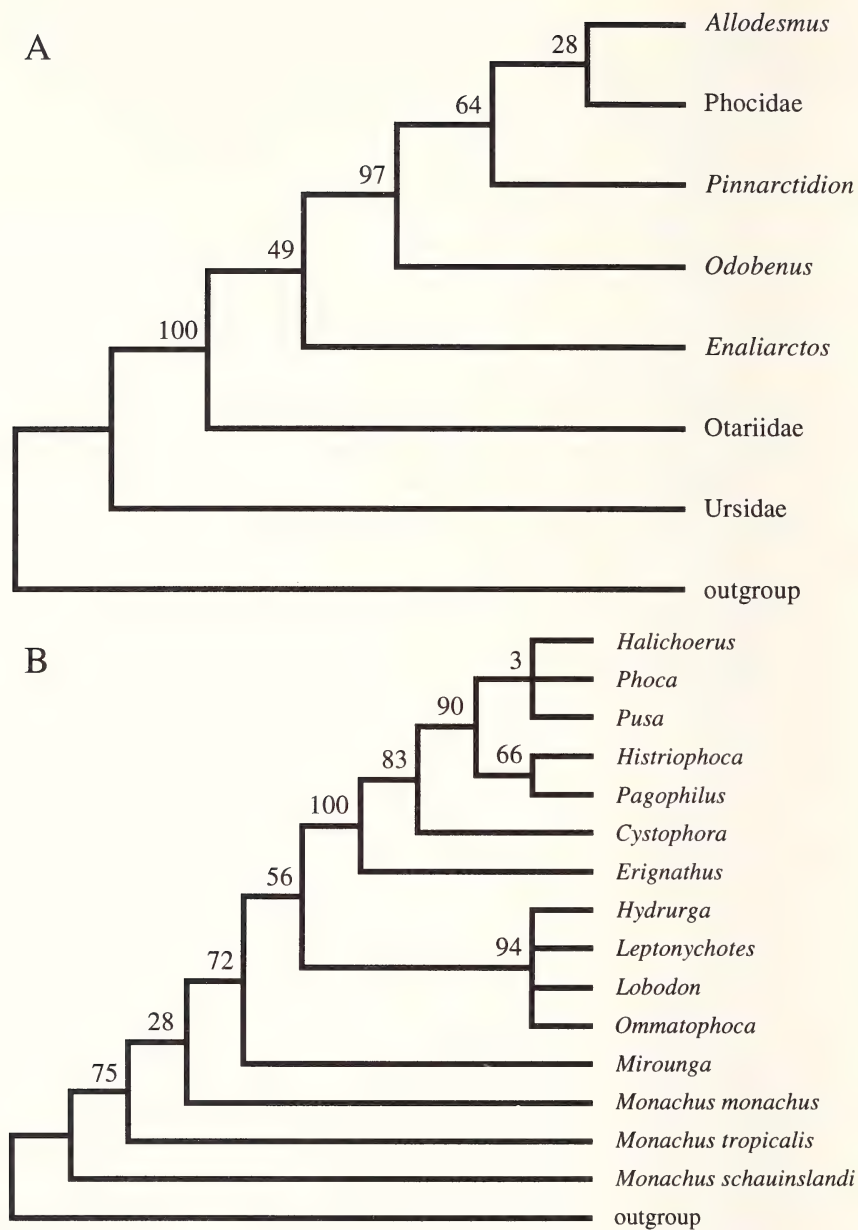 A
28
Allodesmus
Phocidae
64
Pinnarctidion
97
Odobenus
49
Enaliarctos
100
Otariidae
Ursidae
outgroup
B
Halichoerus
3
Phoca
90
Pusa
66
Histriophoca
83
Pagophilus
100
Cystophora
Erignathus
56
Hydrurga
94
Leptonychotes
72
Lobodon
Ommatophoca
28
Mirounga
75
Monachus monachus
Monachus tropicalis
Monachus schauinslandi
outgroup